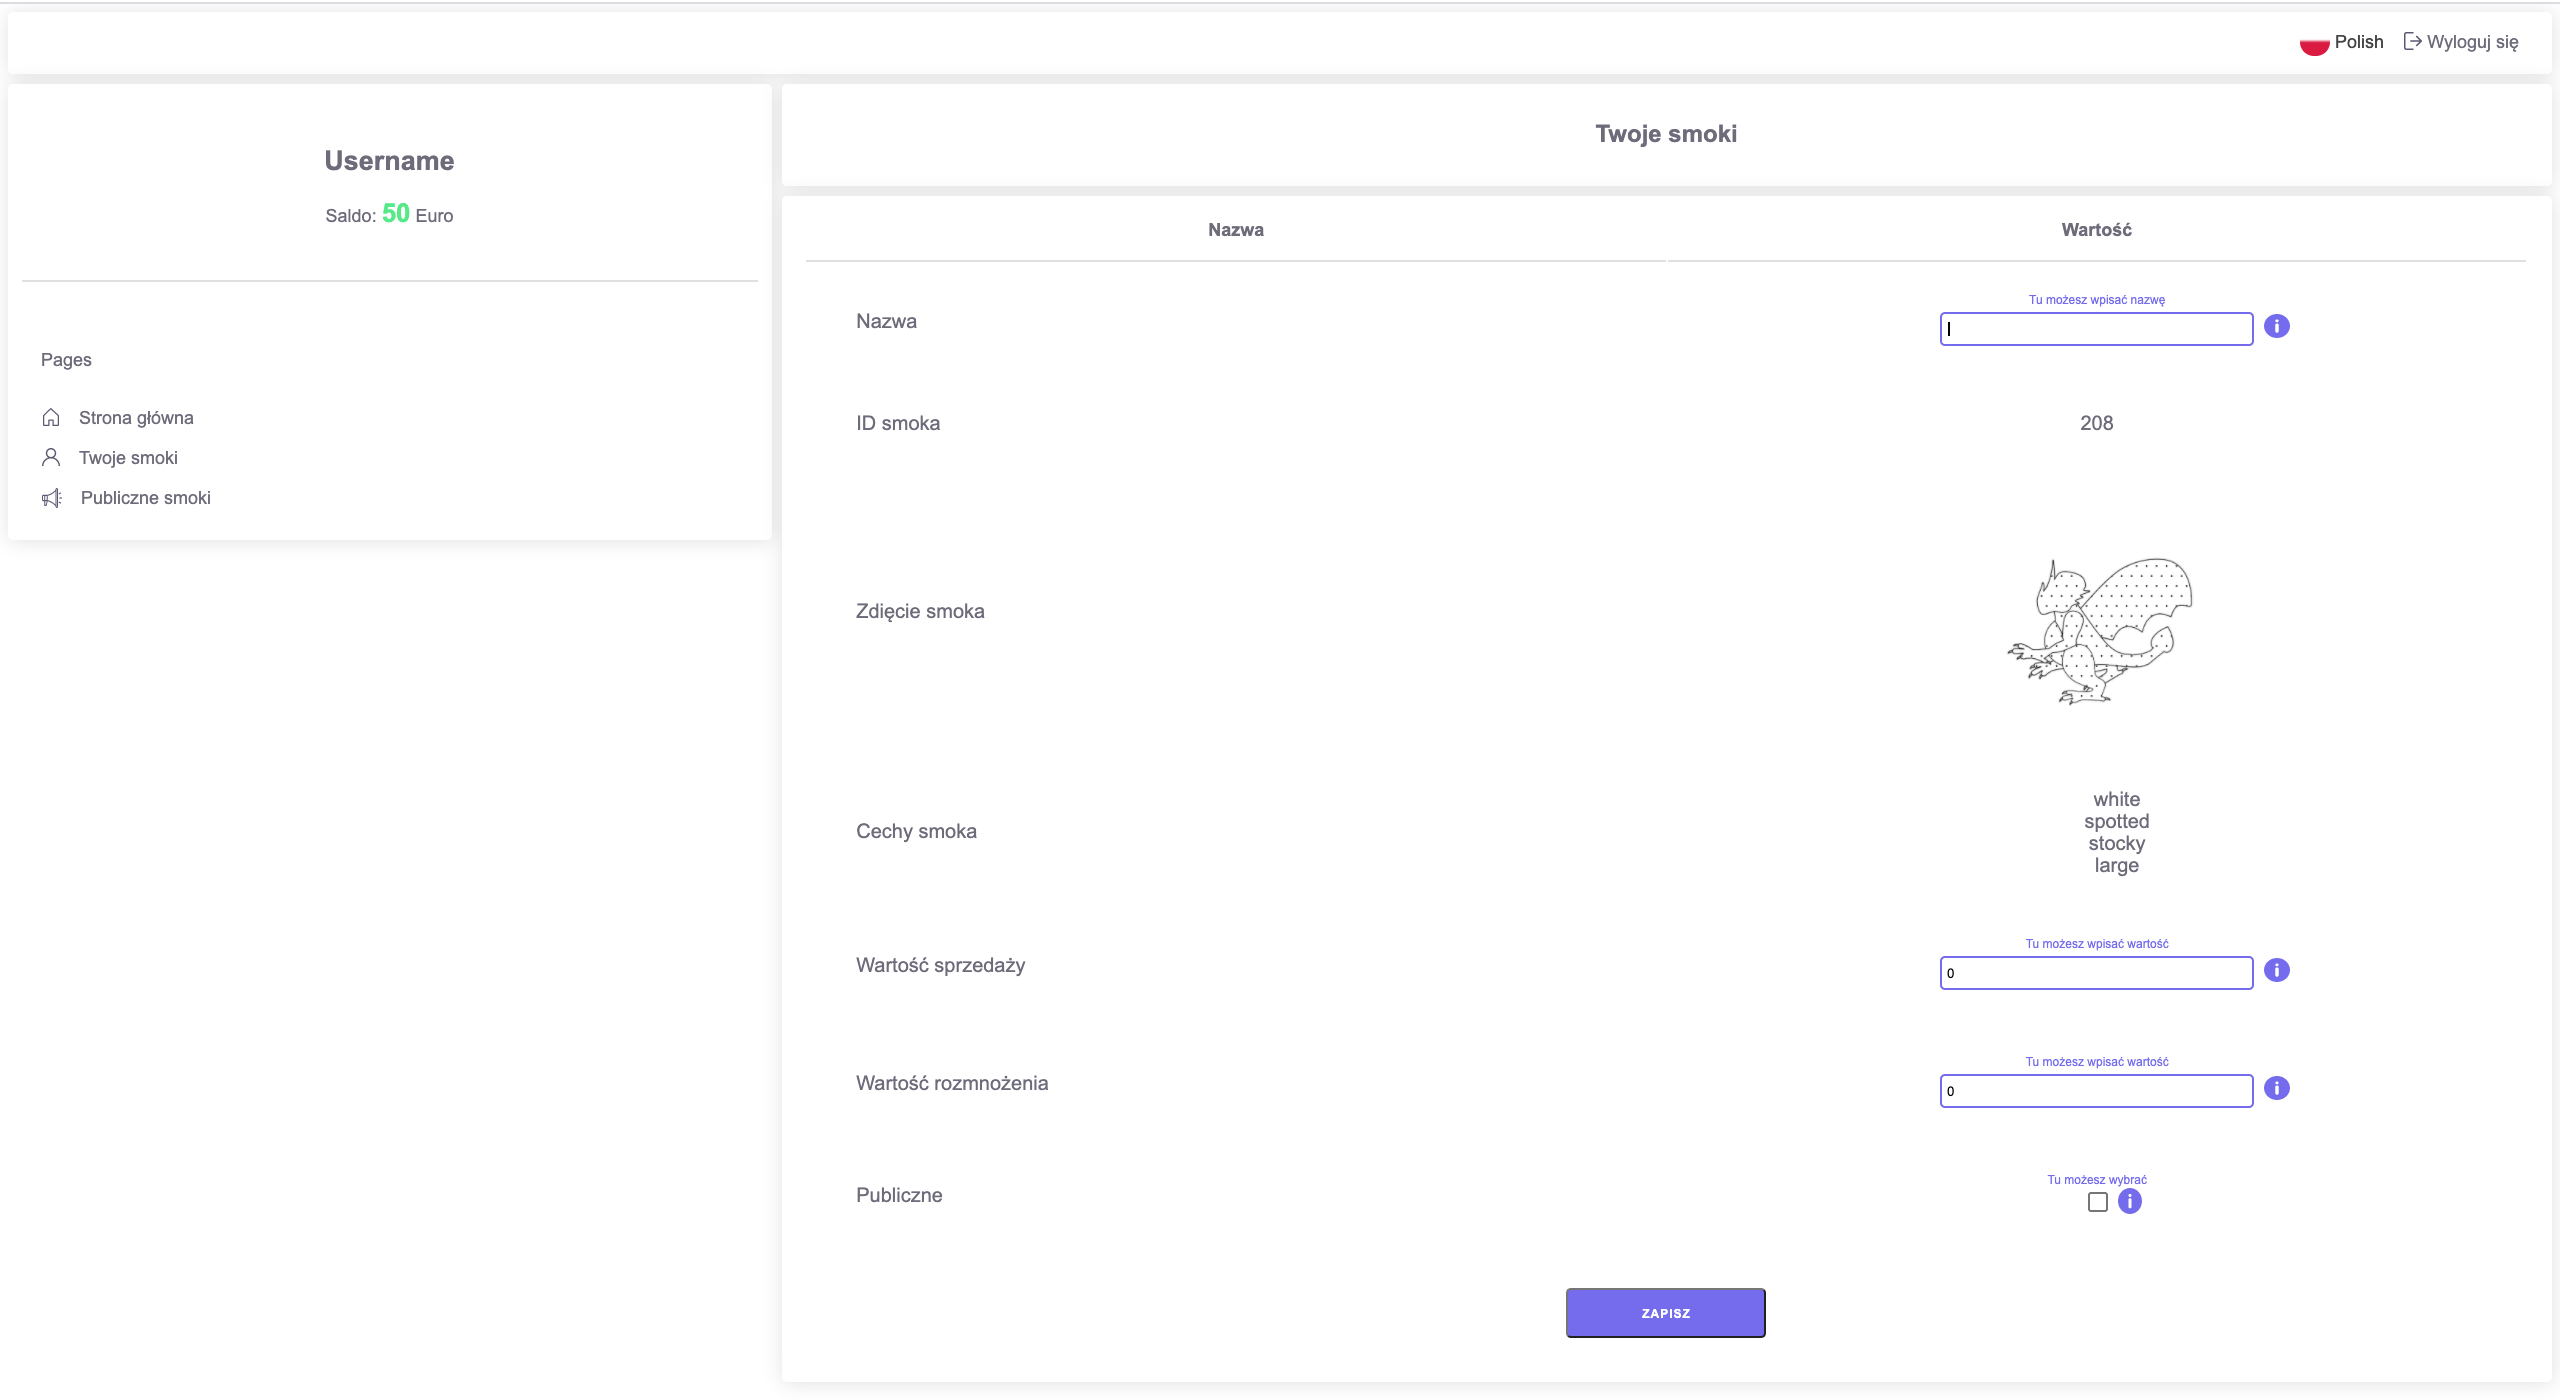 Polish Wyloguj się
Username
Saldo: 50 Euro
Pages
Strona główna
Twoje smoki
Publiczne smoki
Twoje smoki
Nazwa Wartość
Nazwa
Tu możesz wpisać nazwę
ID smoka 208
Zdięcie smoka
Cechy smoka
white
spotted
stocky
large
Wartość sprzedaży
Tu możesz wpisać wartość
0
Wartość rozmnożenia
Tu możesz wpisać wartość
0
Publiczne
Tu możesz wybrać
ZAPISZ